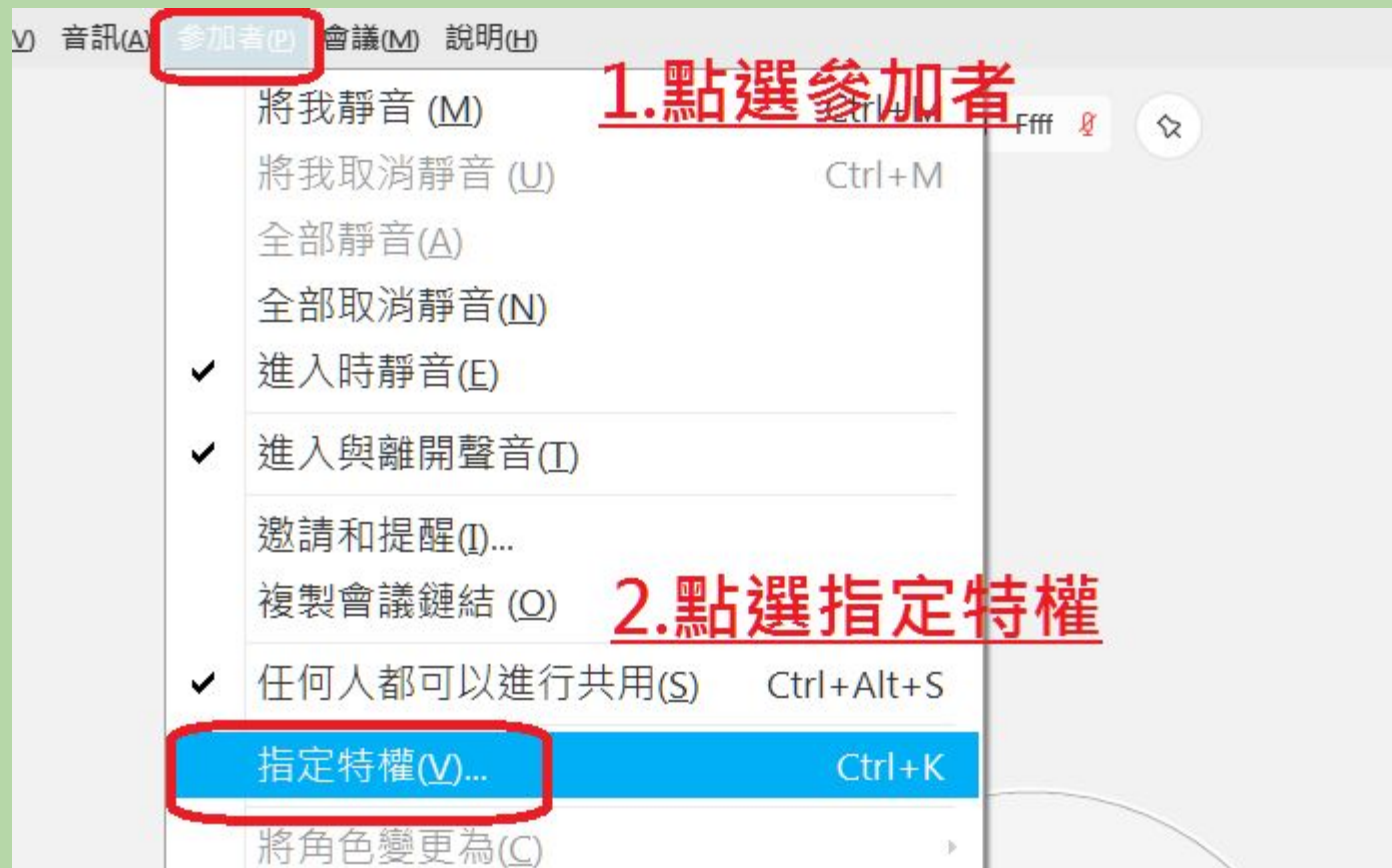 V) 音訊(A) 參加者(P) 會議(M) 說明(H)
1.點選參加者
將我靜音 (M) Ctrl+M
Ffff
將我取消靜音 (U) Ctrl+M
全部靜音(A)
全部取消靜音(N)
進入時靜音(E)
進入與離開聲音(T)
邀請和提醒(I)...
複製會議鏈結 (O)
2.點選指定特權
任何人都可以進行共用(S) Ctrl+Alt+S
指定特權(V)... Ctrl+K
將角色變更為(C)